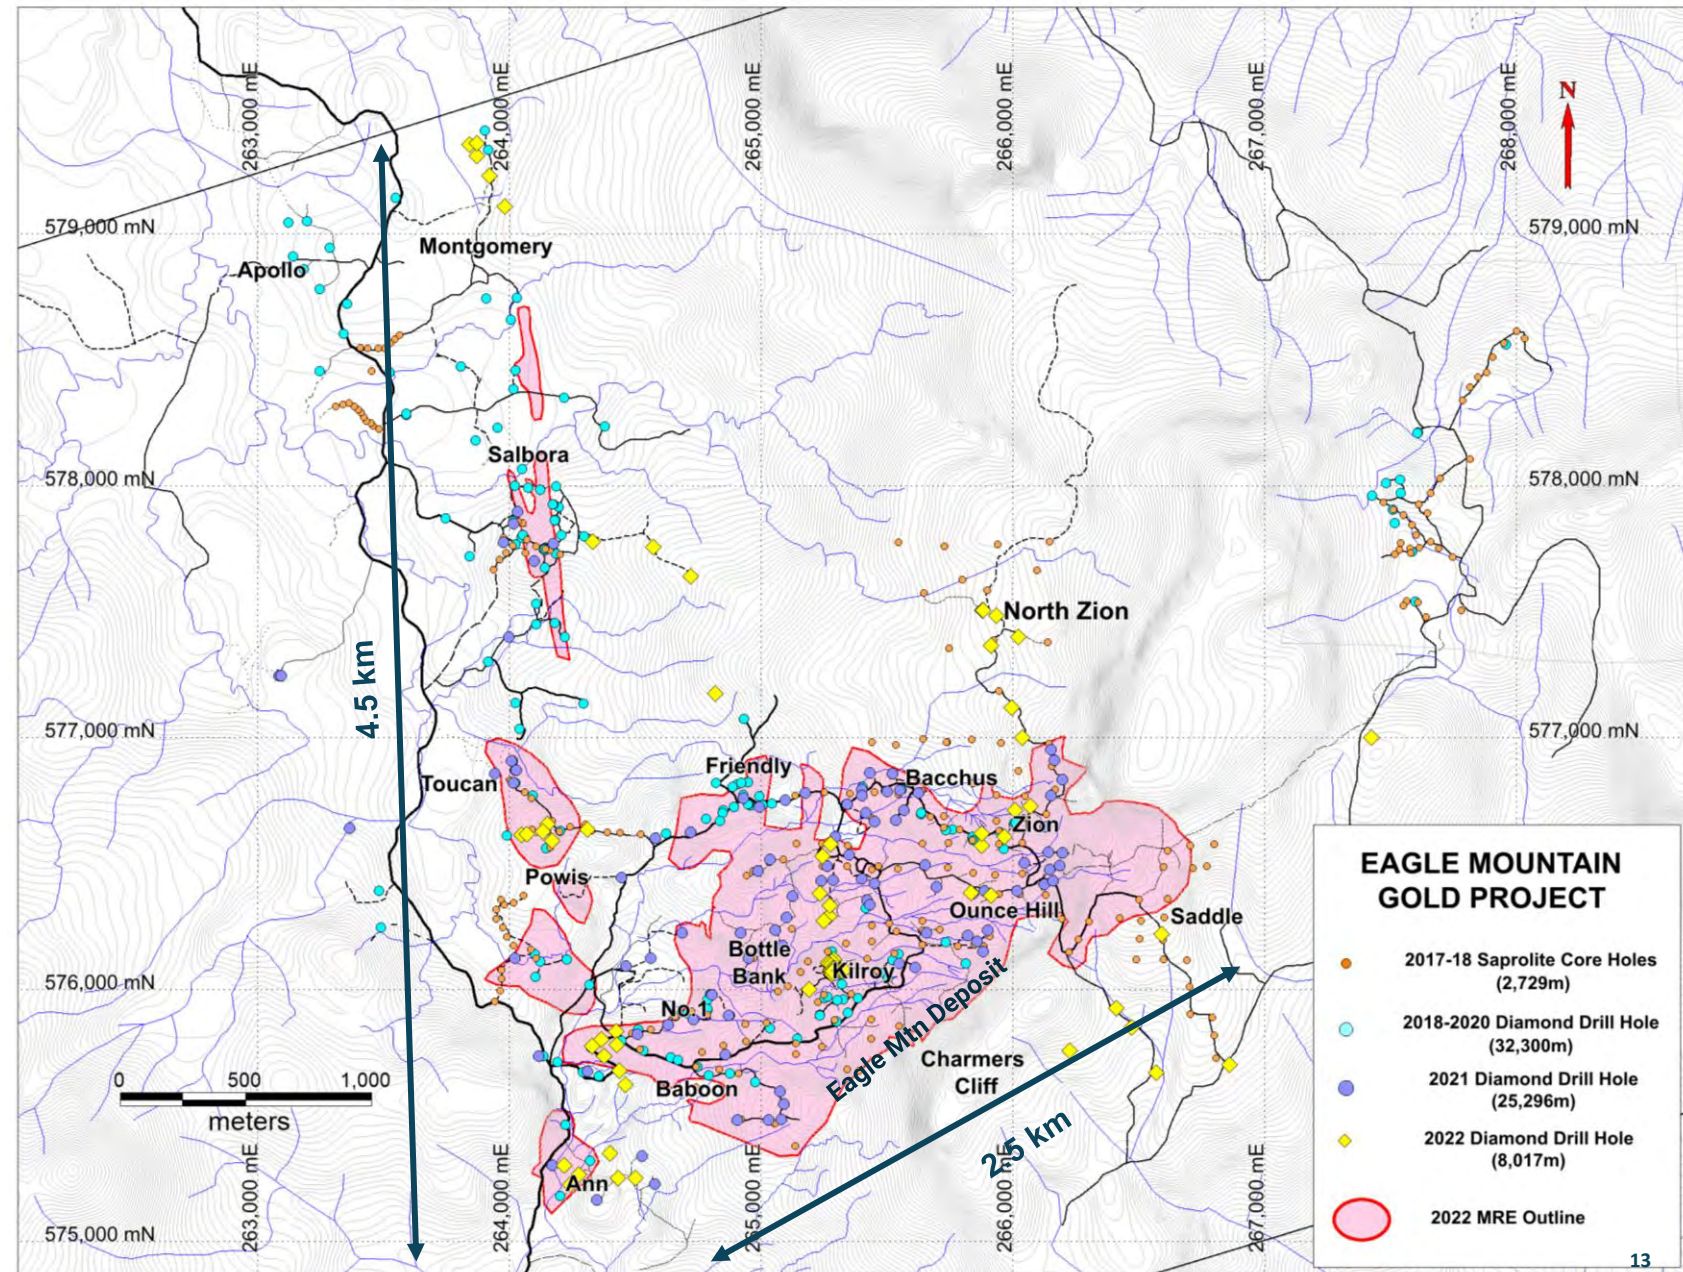 263,000 mE
264,000 mE
265,000 mE
266,000 mE
267,000 mE
268,000 mE
N
579,000 mN
579,000 mN
Montgomery
Apollo
Salbora
578,000 mN
578,000 mN
North Zion
4.5 km
577,000 mN
577,000 mN
Toucan
Friendly
Bacchus
Zion
Powis
Ounce Hill
Saddle
Bottle
Bank
Kilroy
576,000 mN
No.1
Eagle Mtn Deposit
Charmers
Cliff
Baboon
2.5 km
0 500 1,000
meters
Ann
575,000 mN
263,000 mE
264,000 mE
265,000 mE
266,000 mE
267,000 mE
EAGLE MOUNTAIN
GOLD PROJECT
2017-18 Saprolite Core Holes
(2,729m)
2018-2020 Diamond Drill Hole
(32,300m)
2021 Diamond Drill Hole
(25,296m)
2022 Diamond Drill Hole
(8,017m)
2022 MRE Outline
13